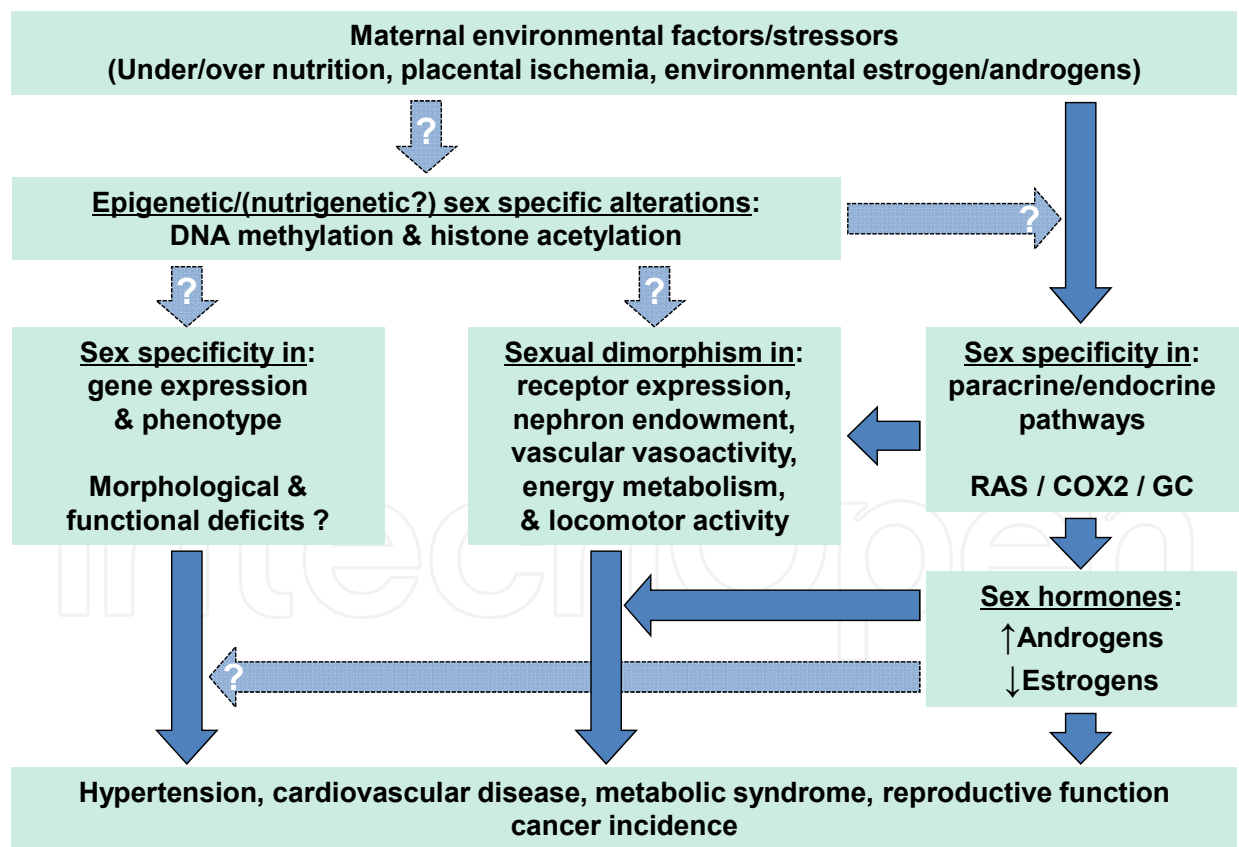 Maternal environmental factors/stressors
(Under/over nutrition, placental ischemia, environmental estrogen/androgens)
?
Epigenetic/(nutrigenetic?) sex specific alterations:
DNA methylation & histone acetylation
?
?
?
Sex specificity in:
gene expression
& phenotype
Morphological &
functional deficits ?
Sexual dimorphism in:
receptor expression,
nephron endowment,
vascular vasoactivity,
energy metabolism,
& locomotor activity
Sex specificity in:
paracrine/endocrine
pathways
RAS / COX2 / GC
intechopen
Sex hormones:
↑Androgens
↓Estrogens
?
Hypertension, cardiovascular disease, metabolic syndrome, reproductive function
cancer incidence